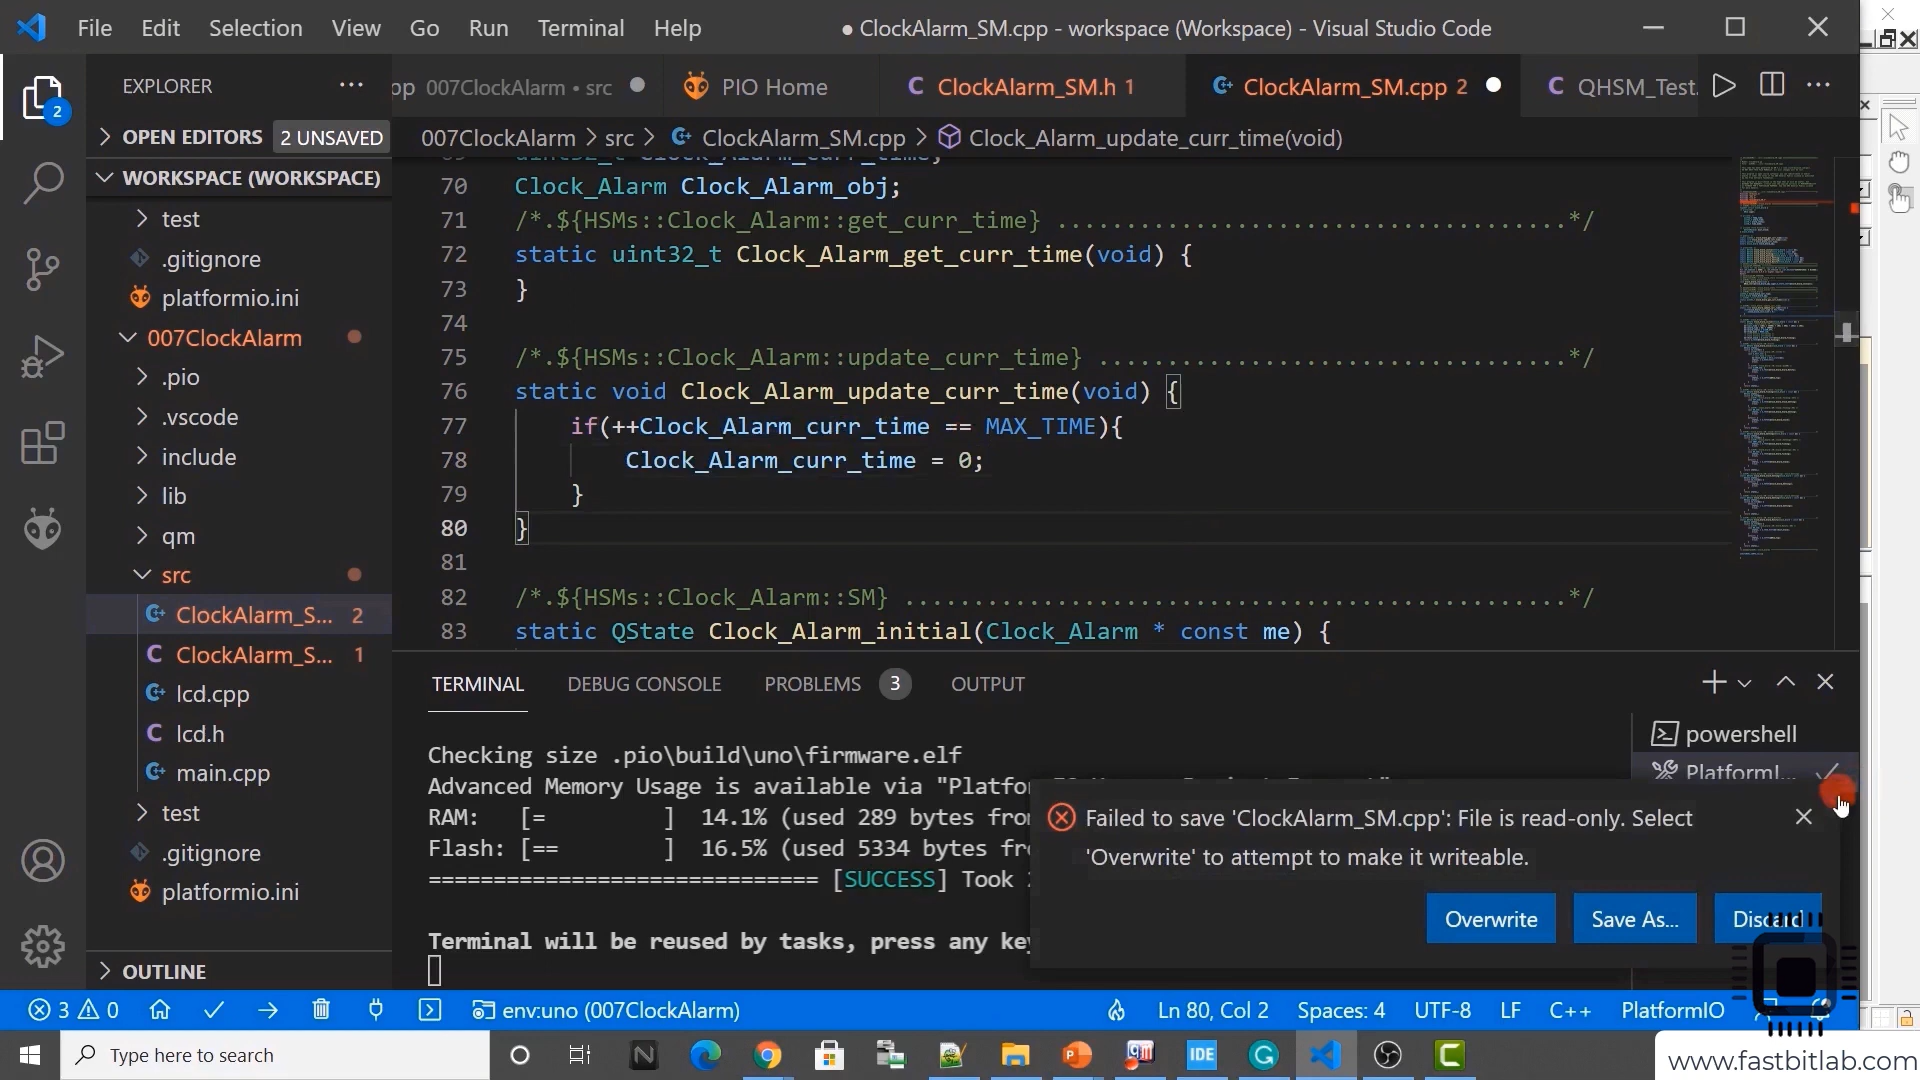 File Edit Selection View Go Run Terminal Help
● ClockAlarm_SM.cpp - workspace (Workspace) - Visual Studio Code
EXPLORER
2
pp 007ClockAlarm • src
PIO Home
C ClockAlarm_SM.h 1
ClockAlarm_SM.cpp 2
C QHSM_Test.
OPEN EDITORS 2 UNSAVED
007ClockAlarm > src > ClockAlarm_SM.cpp > Clock_Alarm_update_curr_time(void)
WORKSPACE (WORKSPACE)
test
.gitignore
platformio.ini
007ClockAlarm
.pio
.vscode
include
lib
qm
src
ClockAlarm_S... 2
C ClockAlarm_S... 1
lcd.cpp
C lcd.h
main.cpp
test
.gitignore
platformio.ini
OUTLINE
70 Clock_Alarm Clock_Alarm_obj;
71 /*.${HSMs::Clock_Alarm::get_curr_time} .....................................*/
72 static uint32_t Clock_Alarm_get_curr_time(void) {
73 }
74
75 /*.${HSMs::Clock_Alarm::update_curr_time} ..................................*/
76 static void Clock_Alarm_update_curr_time(void) {
77 if(++Clock_Alarm_curr_time == MAX_TIME){
78 Clock_Alarm_curr_time = 0;
79 }
80 }
81
82 /*.${HSMs::Clock_Alarm::SM} ................................................*/
83 static QState Clock_Alarm_initial(Clock_Alarm * const me) {
TERMINAL DEBUG CONSOLE PROBLEMS 3 OUTPUT
powershell
PlatformI...
Checking size .pio\build\uno\firmware.elf
Advanced Memory Usage is available via "Platfor
RAM: [= ] 14.1% (used 289 bytes fro
Flash: [== ] 16.5% (used 5334 bytes fr
============================== [SUCCESS] Took
Terminal will be reused by tasks, press any key
Failed to save 'ClockAlarm_SM.cpp': File is read-only. Select
'Overwrite' to attempt to make it writeable.
Overwrite Save As... Discard
3 0 env:uno (007ClockAlarm) Ln 80, Col 2 Spaces: 4 UTF-8 LF C++ PlatformIO
Type here to search
IDE
www.fastbitlab.com